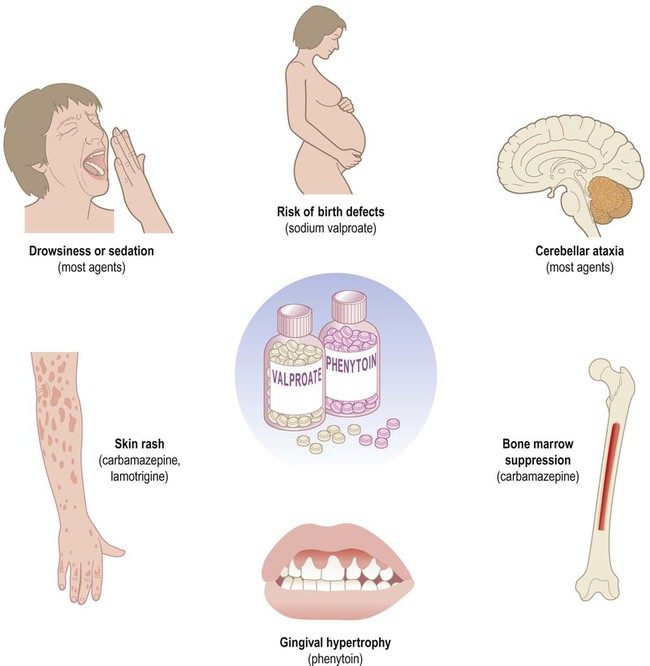 Risk of birth defects
(sodium valproate)
Drowsiness or sedation
(most agents)
Cerebellar ataxia
(most agents)
VALPROATE
PHENYTOIN
Skin rash
(carbamazepine,
lamotrigine)
Bone marrow
suppression
(carbamazepine)
Gingival hypertrophy
(phenytoin)